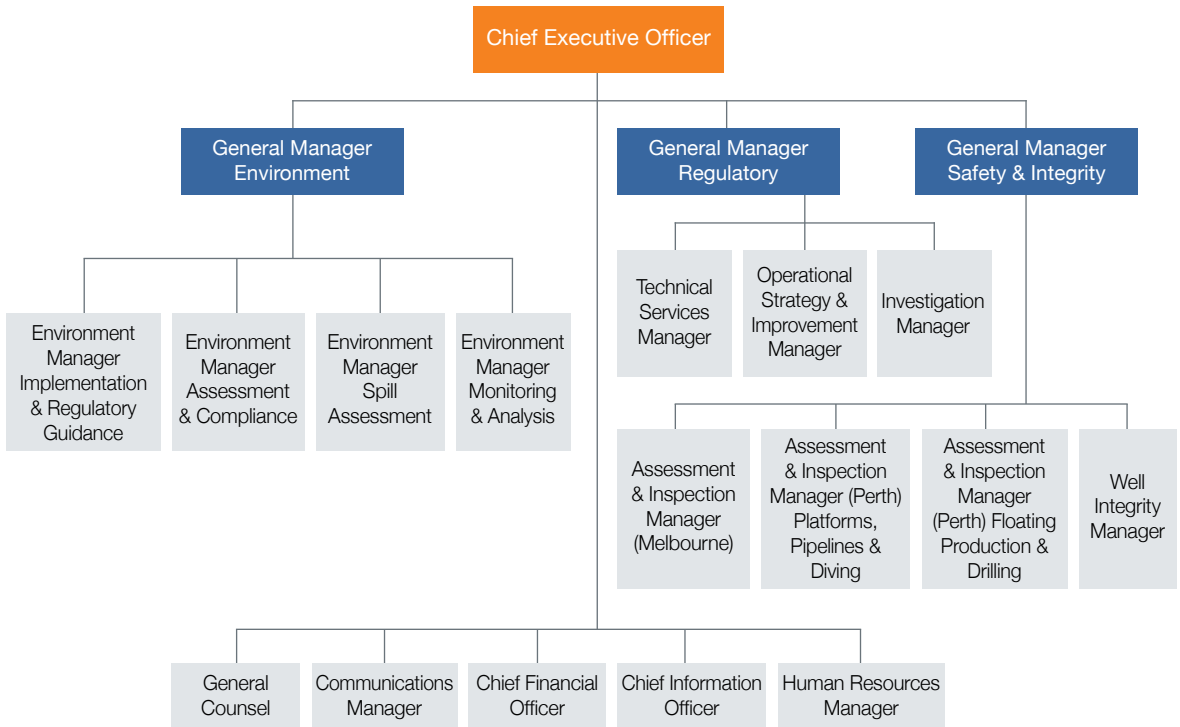 Chief Executive Officer
General Manager
Environment
General Manager
Regulatory
General Manager
Safety & Integrity
Technical
Services
Manager
Operational
Strategy &
Improvement
Manager
Investigation
Manager
Environment
Manager
Implementation
& Regulatory
Guidance
Environment
Manager
Assessment
& Compliance
Environment
Manager
Spill
Assessment
Environment
Manager
Monitoring
& Analysis
Assessment
& Inspection
Manager
(Melbourne)
Assessment
& Inspection
Manager (Perth)
Platforms,
Pipelines &
Diving
Assessment
& Inspection
Manager
(Perth) Floating
Production &
Drilling
Well
Integrity
Manager
General
Counsel
Communications
Manager
Chief Financial
Officer
Chief Information
Officer
Human Resources
Manager